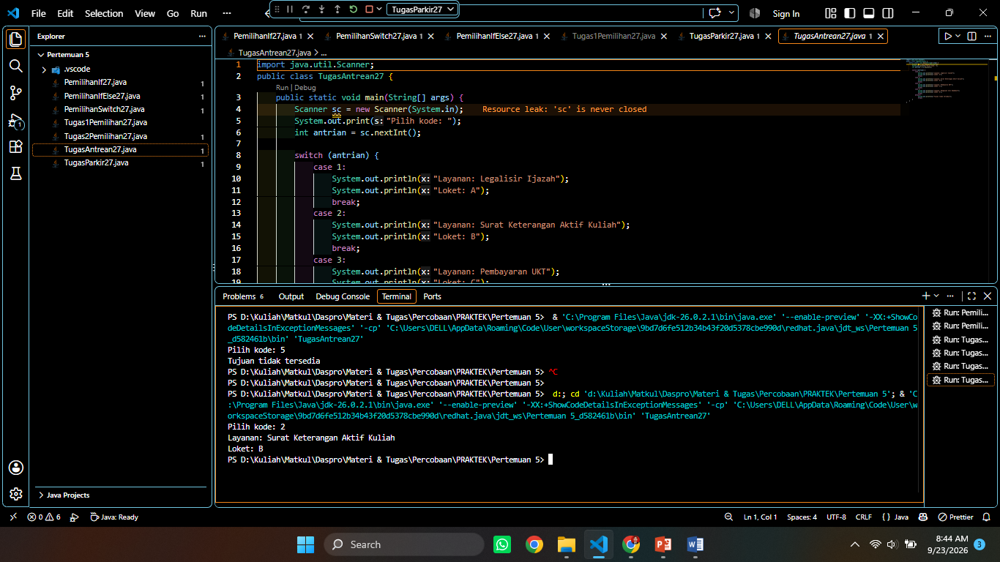 File Edit Selection View Go Run ···
TugasParkir27
Sign In
Explorer ···
Pertemuan 5
.vscode
PemilihanIf27.java 1
PemilihanIfElse27.java 1
PemilihanSwitch27.java 1
Tugas1Pemilihan27.java 1
Tugas2Pemilihan27.java 1
TugasAntrean27.java 1
TugasParkir27.java 1
Java Projects
PemilihanIf27.java 1
PemilihanSwitch27.java 1
PemilihanIfElse27.java 1
Tugas1Pemilihan27.java
TugasParkir27.java 1
TugasAntrean27.java 1
TugasAntrean27.java > ...
1 import java.util.Scanner;
2 public class TugasAntrean27 {
Run | Debug
3 public static void main(String[] args) {
4 Scanner sc = new Scanner(System.in); Resource leak: 'sc' is never closed
5 System.out.print(s: "Pilih kode: ");
6 int antrian = sc.nextInt();
7
8 switch (antrian) {
9 case 1:
10 System.out.println(x: "Layanan: Legalisir Ijazah");
11 System.out.println(x: "Loket: A");
12 break;
13 case 2:
14 System.out.println(x: "Layanan: Surat Keterangan Aktif Kuliah");
15 System.out.println(x: "Loket: B");
16 break;
17 case 3:
18 System.out.println(x: "Layanan: Pembayaran UKT");
19 System.out.println(x: "Loket: C");
Problems 6 Output Debug Console Terminal Ports
PS D:\Kuliah\Matkul\Daspro\Materi & Tugas\Percobaan\PRAKTEK\Pertemuan 5> & 'C:\Program Files\Java\jdk-26.0.2.1\bin\java.exe' '--enable-preview' '-XX:+ShowCo
deDetailsInExceptionMessages' '-cp' 'C:\Users\DELL\AppData\Roaming\Code\User\workspaceStorage\9bd7d6fe512b34b43f20d5378cbe990d\redhat.java\jdt_ws\Pertemuan 5
_d582461b\bin' 'TugasAntrean27'
Pilih kode: 5
Tujuan tidak tersedia
PS D:\Kuliah\Matkul\Daspro\Materi & Tugas\Percobaan\PRAKTEK\Pertemuan 5> ^C
PS D:\Kuliah\Matkul\Daspro\Materi & Tugas\Percobaan\PRAKTEK\Pertemuan 5>
PS D:\Kuliah\Matkul\Daspro\Materi & Tugas\Percobaan\PRAKTEK\Pertemuan 5> d:; cd 'd:\Kuliah\Matkul\Daspro\Materi & Tugas\Percobaan\PRAKTEK\Pertemuan 5'; & 'C
:\Program Files\Java\jdk-26.0.2.1\bin\java.exe' '--enable-preview' '-XX:+ShowCodeDetailsInExceptionMessages' '-cp' 'C:\Users\DELL\AppData\Roaming\Code\User\w
orkspaceStorage\9bd7d6fe512b34b43f20d5378cbe990d\redhat.java\jdt_ws\Pertemuan 5_d582461b\bin' 'TugasAntrean27'
Pilih kode: 2
Layanan: Surat Keterangan Aktif Kuliah
Loket: B
PS D:\Kuliah\Matkul\Daspro\Materi & Tugas\Percobaan\PRAKTEK\Pertemuan 5>
Run: Pemili...
Run: Pemili...
Run: Tugas...
Run: Tugas...
Run: Tugas...
Run: Tugas...
0 6 Java: Ready
Ln 1, Col 1 Spaces: 4 UTF-8 CRLF { } Java Prettier
Search
8:44 AM
9/23/2026
3